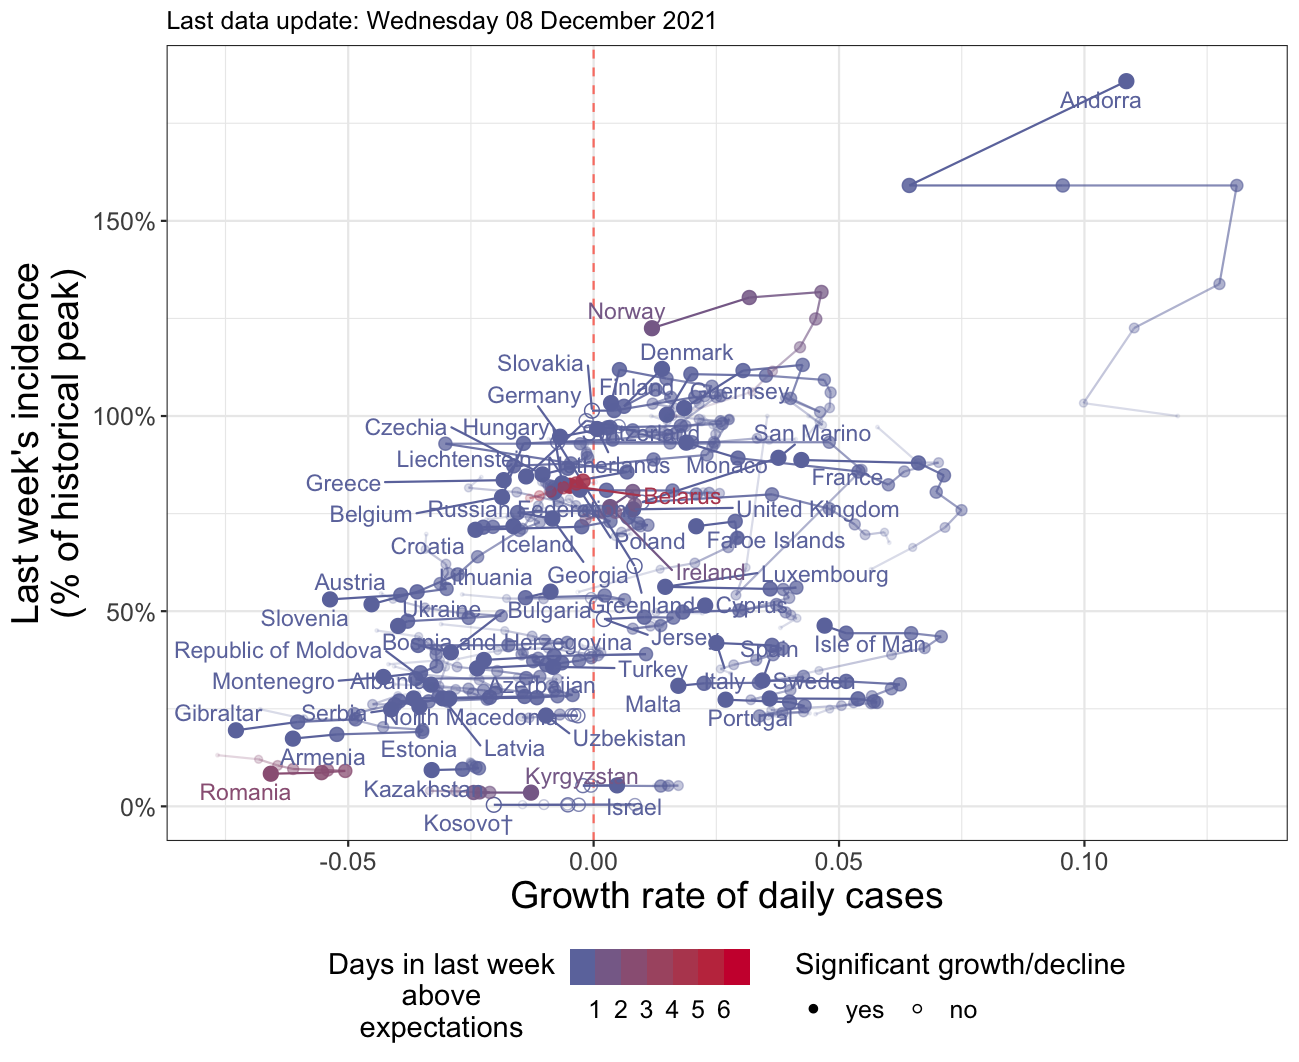 Last data update: Wednesday 08 December 2021
Last week's incidence
(% of historical peak)
150%
100%
50%
0%
Andorra
Norway
Denmark
Slovakia
Finland
Guernsey
Germany
Czechia
Hungary
Switzerland
San Marino
Liechtenstein
Netherlands
Monaco
France
Greece
Belarus
Belgium
Russian Federation
United Kingdom
Croatia
Iceland
Poland
Faroe Islands
Austria
Lithuania
Georgia
Ireland
Luxembourg
Slovenia
Ukraine
Bulgaria
Greenland
Cyprus
Republic of Moldova
Bosnia and Herzegovina
Jersey
Spain
Isle of Man
Montenegro
Albania
Azerbaijan
Turkey
Italy
Sweden
Gibraltar
Serbia
North Macedonia
Malta
Portugal
Armenia
Estonia
Latvia
Uzbekistan
Romania
Kazakhstan
Kyrgyzstan
Kosovo†
Israel
-0.05
0.00
0.05
0.10
Growth rate of daily cases
Days in last week
above
expectations
1 2 3 4 5 6
Significant growth/decline
yes
no